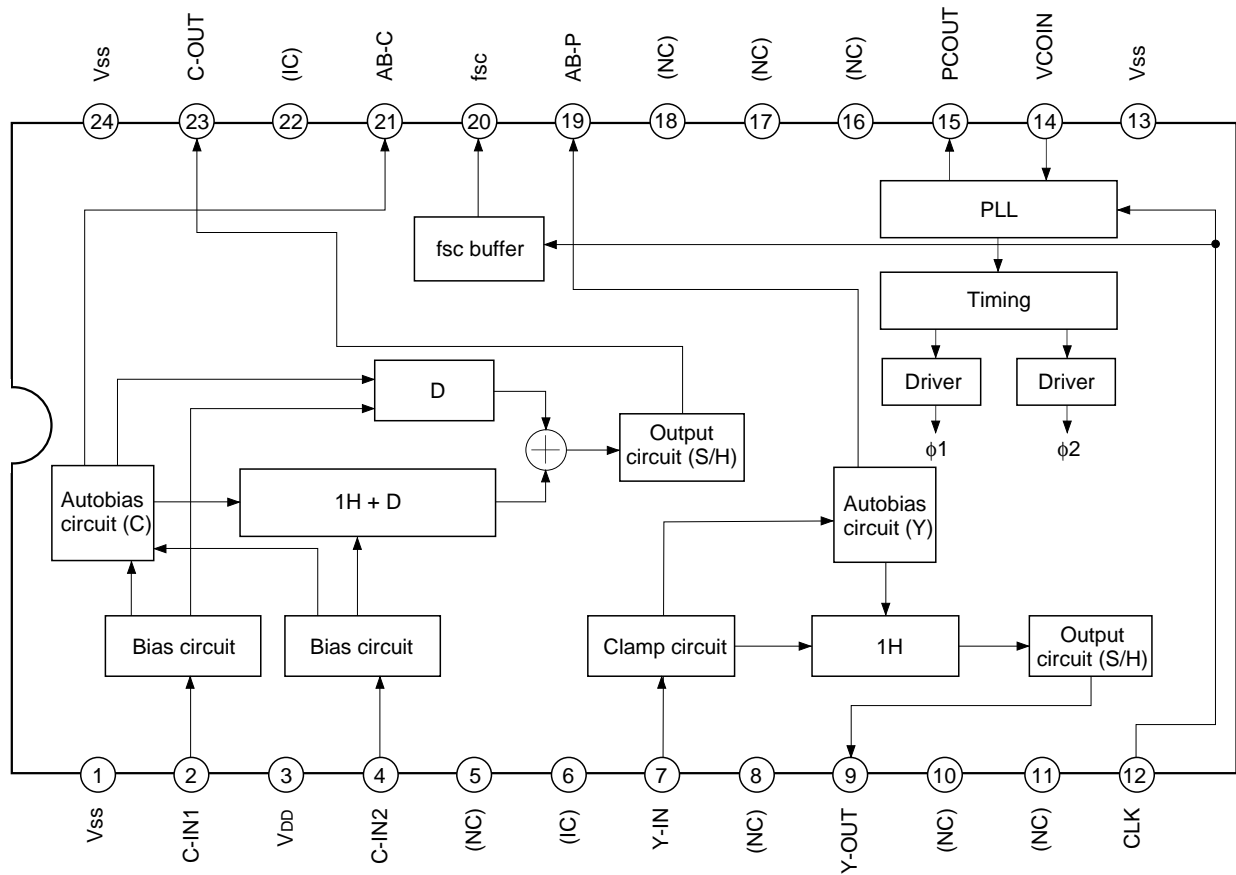 Vss
C-OUT
(IC)
AB-C
fsc
AB-P
(NC)
(NC)
(NC)
PCOUT
VCOIN
Vss
24
23
22
21
20
19
18
17
16
15
14
13
PLL
fsc buffer
Timing
Driver
Driver
D
Output
circuit (S/H)
ϕ1
ϕ2
Autobias
circuit (C)
1H + D
Autobias
circuit (Y)
Bias circuit
Bias circuit
Clamp circuit
1H
Output
circuit (S/H)
1
2
3
4
5
6
7
8
9
10
11
12
Vss
C-IN1
VDD
C-IN2
(NC)
(IC)
Y-IN
(NC)
Y-OUT
(NC)
(NC)
CLK